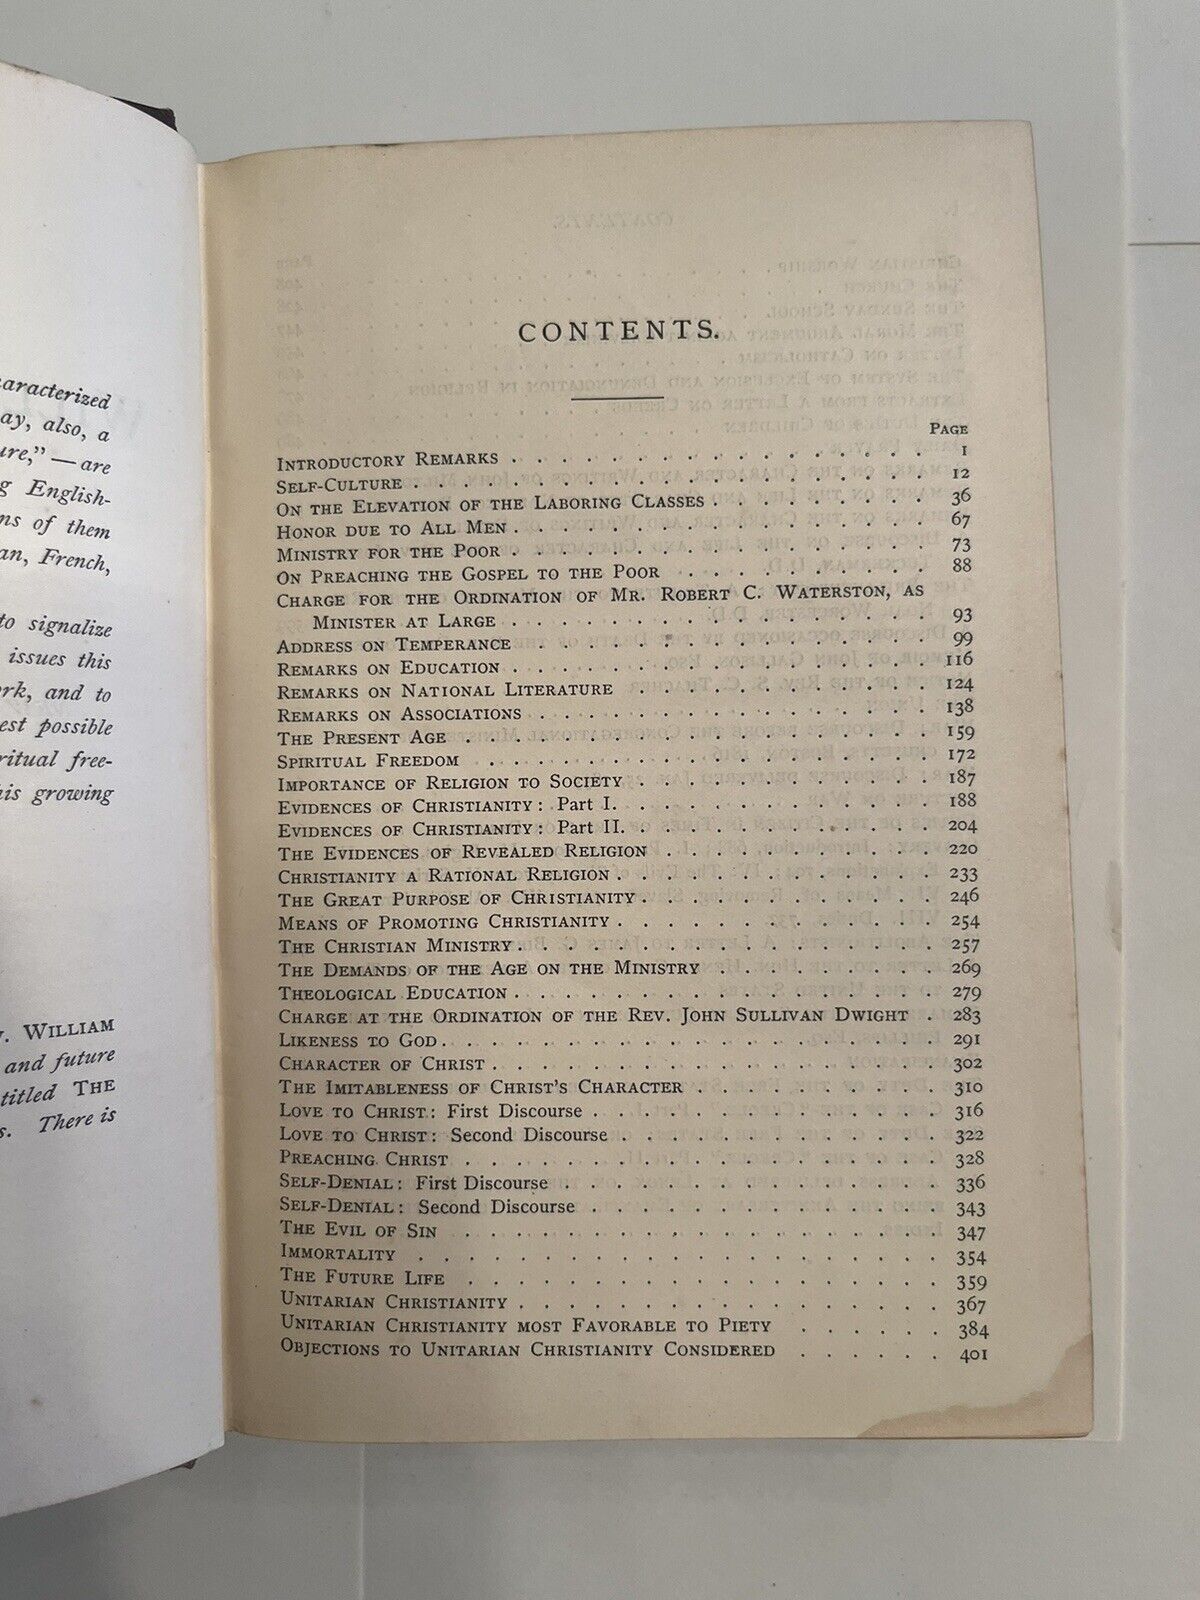 aracterized
ay, also, a
ure," — are
g English-
ns of them
an, French,
to signalize
issues this
rk, and to
est possible
ritual free-
his growing
. WILLIAM
and future
titled THE
s. There is
CONTENTS.
PAGE
INTRODUCTORY REMARKS . . . . . . . . . . . . . . . 1
SELF-CULTURE . . . . . . . . . . . . . . . . . . 12
ON THE ELEVATION OF THE LABORING CLASSES . . . . . . . 36
HONOR DUE TO ALL MEN . . . . . . . . . . . . . . . 67
MINISTRY FOR THE POOR . . . . . . . . . . . . . . . 73
ON PREACHING THE GOSPEL TO THE POOR . . . . . . . . . 88
CHARGE FOR THE ORDINATION OF MR. ROBERT C. WATERSTON, AS
MINISTER AT LARGE . . . . . . . . . . . . . . . 93
ADDRESS ON TEMPERANCE . . . . . . . . . . . . . . 99
REMARKS ON EDUCATION . . . . . . . . . . . . . . . 116
REMARKS ON NATIONAL LITERATURE . . . . . . . . . . . 124
REMARKS ON ASSOCIATIONS . . . . . . . . . . . . . . 138
THE PRESENT AGE . . . . . . . . . . . . . . . . . 159
SPIRITUAL FREEDOM . . . . . . . . . . . . . . . . 172
IMPORTANCE OF RELIGION TO SOCIETY . . . . . . . . . . 187
EVIDENCES OF CHRISTIANITY: Part I. . . . . . . . . . . 188
EVIDENCES OF CHRISTIANITY: Part II. . . . . . . . . . . 204
THE EVIDENCES OF REVEALED RELIGION . . . . . . . . . 220
CHRISTIANITY A RATIONAL RELIGION . . . . . . . . . . . 233
THE GREAT PURPOSE OF CHRISTIANITY . . . . . . . . . . 246
MEANS OF PROMOTING CHRISTIANITY . . . . . . . . . . . 254
THE CHRISTIAN MINISTRY . . . . . . . . . . . . . . 257
THE DEMANDS OF THE AGE ON THE MINISTRY . . . . . . . 269
THEOLOGICAL EDUCATION . . . . . . . . . . . . . . . 279
CHARGE AT THE ORDINATION OF THE REV. JOHN SULLIVAN DWIGHT . 283
LIKENESS TO GOD . . . . . . . . . . . . . . . . . 291
CHARACTER OF CHRIST . . . . . . . . . . . . . . . 302
THE IMITABLENESS OF CHRIST'S CHARACTER . . . . . . . . 310
LOVE TO CHRIST: First Discourse . . . . . . . . . . . . 316
LOVE TO CHRIST: Second Discourse . . . . . . . . . . . 322
PREACHING CHRIST . . . . . . . . . . . . . . . . 328
SELF-DENIAL: First Discourse . . . . . . . . . . . . . 336
SELF-DENIAL: Second Discourse . . . . . . . . . . . . 343
THE EVIL OF SIN . . . . . . . . . . . . . . . . . 347
IMMORTALITY . . . . . . . . . . . . . . . . . . 354
THE FUTURE LIFE . . . . . . . . . . . . . . . . . 359
UNITARIAN CHRISTIANITY . . . . . . . . . . . . . . 367
UNITARIAN CHRISTIANITY MOST FAVORABLE TO PIETY . . . . . 384
OBJECTIONS TO UNITARIAN CHRISTIANITY CONSIDERED . . . . . 401